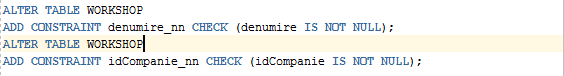 ALTER TABLE WORKSHOP
ADD CONSTRAINT denumire_nn CHECK (denumire IS NOT NULL);
ALTER TABLE WORKSHOP
ADD CONSTRAINT idCompanie_nn CHECK (idCompanie IS NOT NULL);